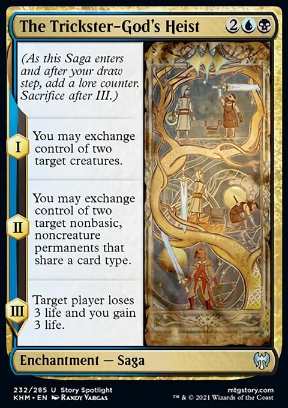 The Trickster-God's Heist 2
(As this Saga enters
and after your draw
step, add a lore counter.
Sacrifice after III.)
I
You may exchange
control of two
target creatures.
II
You may exchange
control of two
target nonbasic,
noncreature
permanents that
share a card type.
III
Target player loses
3 life and you gain
3 life.
Enchantment — Saga
232/285 U Story Spotlight mtgstory.com
KHM • EN RANDY VARGAS ™ & © 2021 Wizards of the Coast